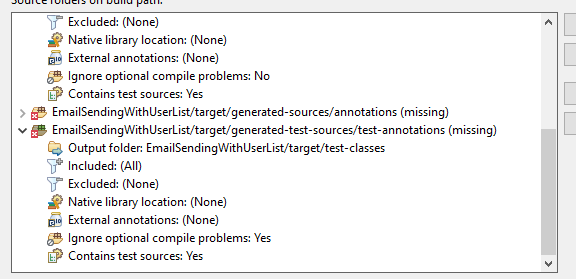 Source folders on build path:
Excluded: (None)
Native library location: (None)
External annotations: (None)
Ignore optional compile problems: No
Contains test sources: Yes
EmailSendingWithUserList/target/generated-sources/annotations (missing)
EmailSendingWithUserList/target/generated-test-sources/test-annotations (missing)
Output folder: EmailSendingWithUserList/target/test-classes
Included: (All)
Excluded: (None)
Native library location: (None)
External annotations: (None)
Ignore optional compile problems: Yes
Contains test sources: Yes